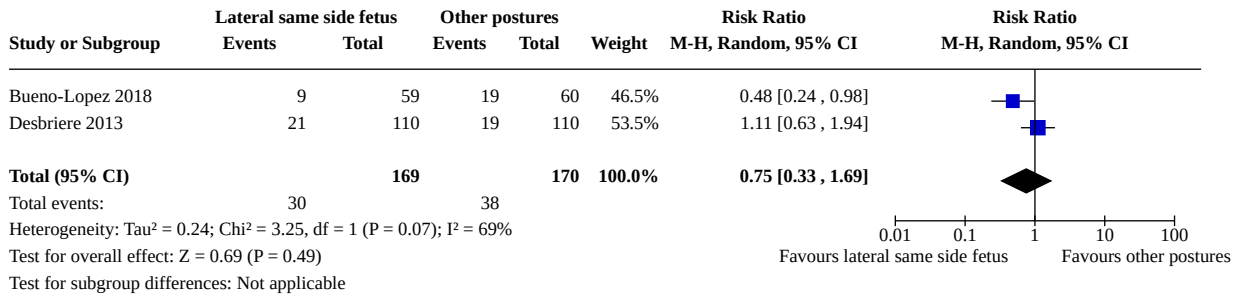 Lateral same side fetus Other postures Risk Ratio Risk Ratio
Study or Subgroup Events Total Events Total Weight M-H, Random, 95% CI M-H, Random, 95% CI
Bueno-Lopez 2018 9 59 19 60 46.5% 0.48 [0.24 , 0.98]
Desbriere 2013 21 110 19 110 53.5% 1.11 [0.63 , 1.94]
Total (95% CI) 169 170 100.0% 0.75 [0.33 , 1.69]
Total events: 30 38
Heterogeneity: Tau² = 0.24; Chi² = 3.25, df = 1 (P = 0.07); I² = 69%
0.01 0.1 1 10 100
Test for overall effect: Z = 0.69 (P = 0.49) Favours lateral same side fetus Favours other postures
Test for subgroup differences: Not applicable